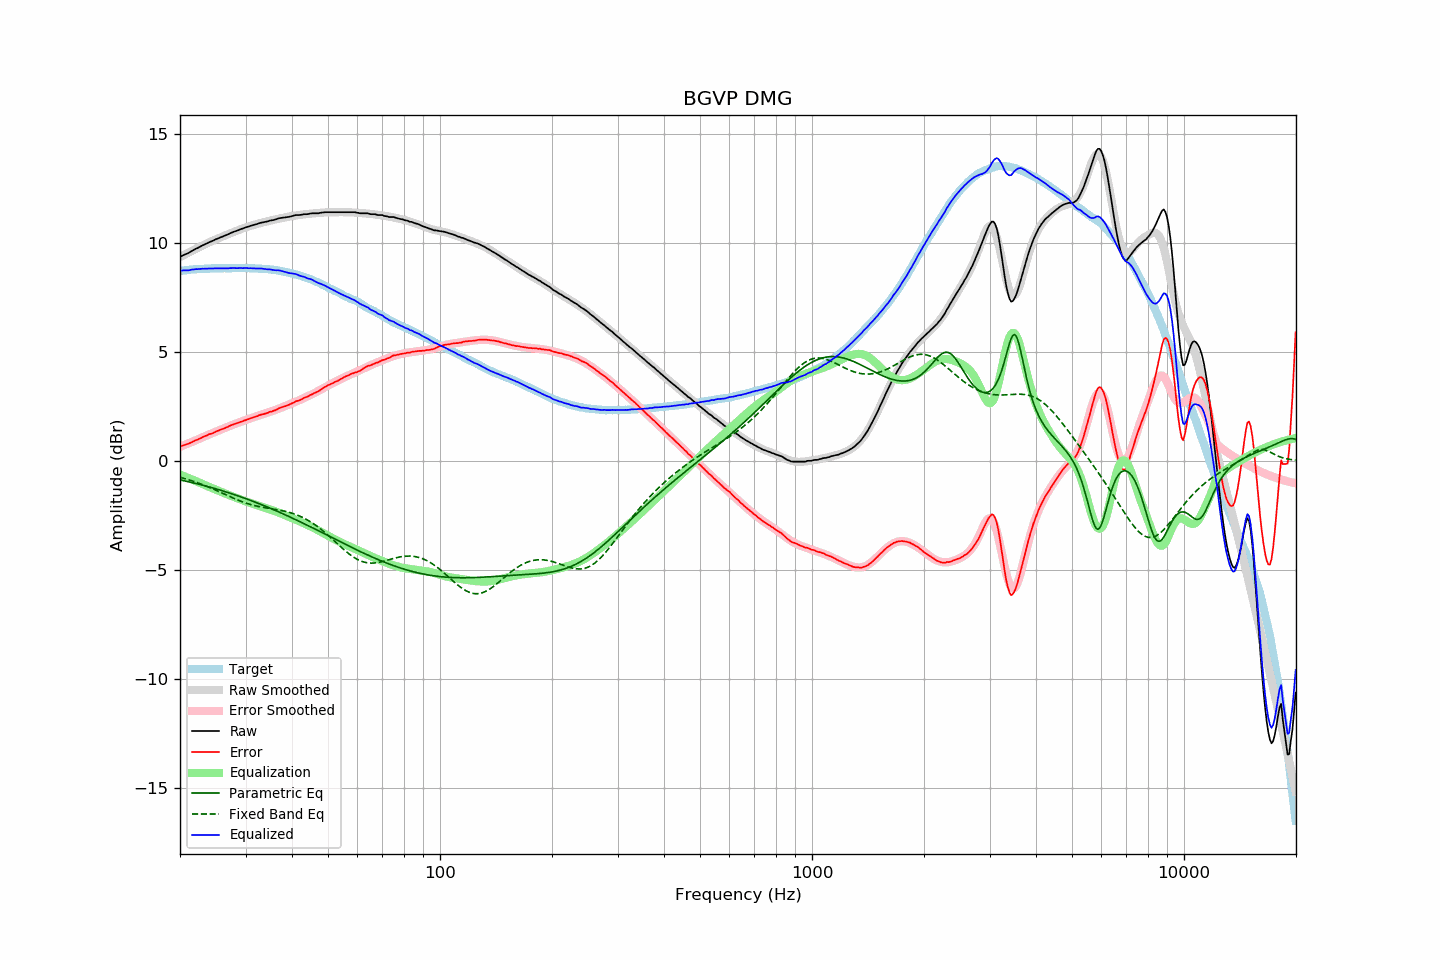 BGVP DMG
15
10
5
0
−5
−10
−15
Amplitude (dBr)
100
1000
10000
Frequency (Hz)
Target
Raw Smoothed
Error Smoothed
Raw
Error
Equalization
Parametric Eq
Fixed Band Eq
Equalized